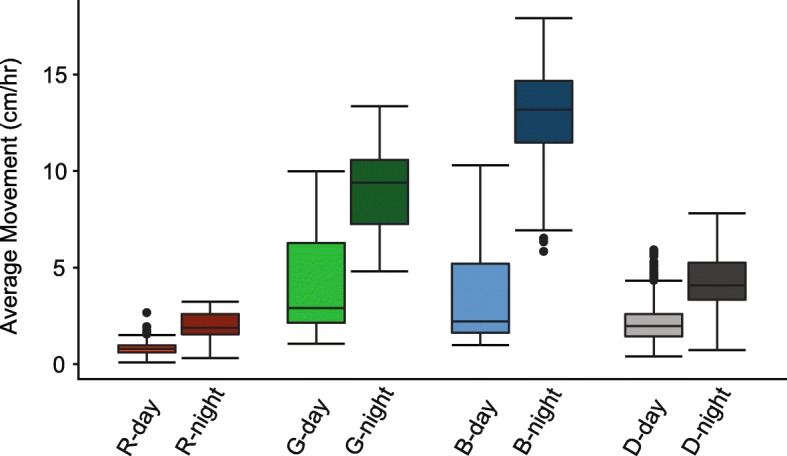 Average Movement (cm/hr)
15
10
5
0
R-day
R-night
G-day
G-night
B-day
B-night
D-day
D-night